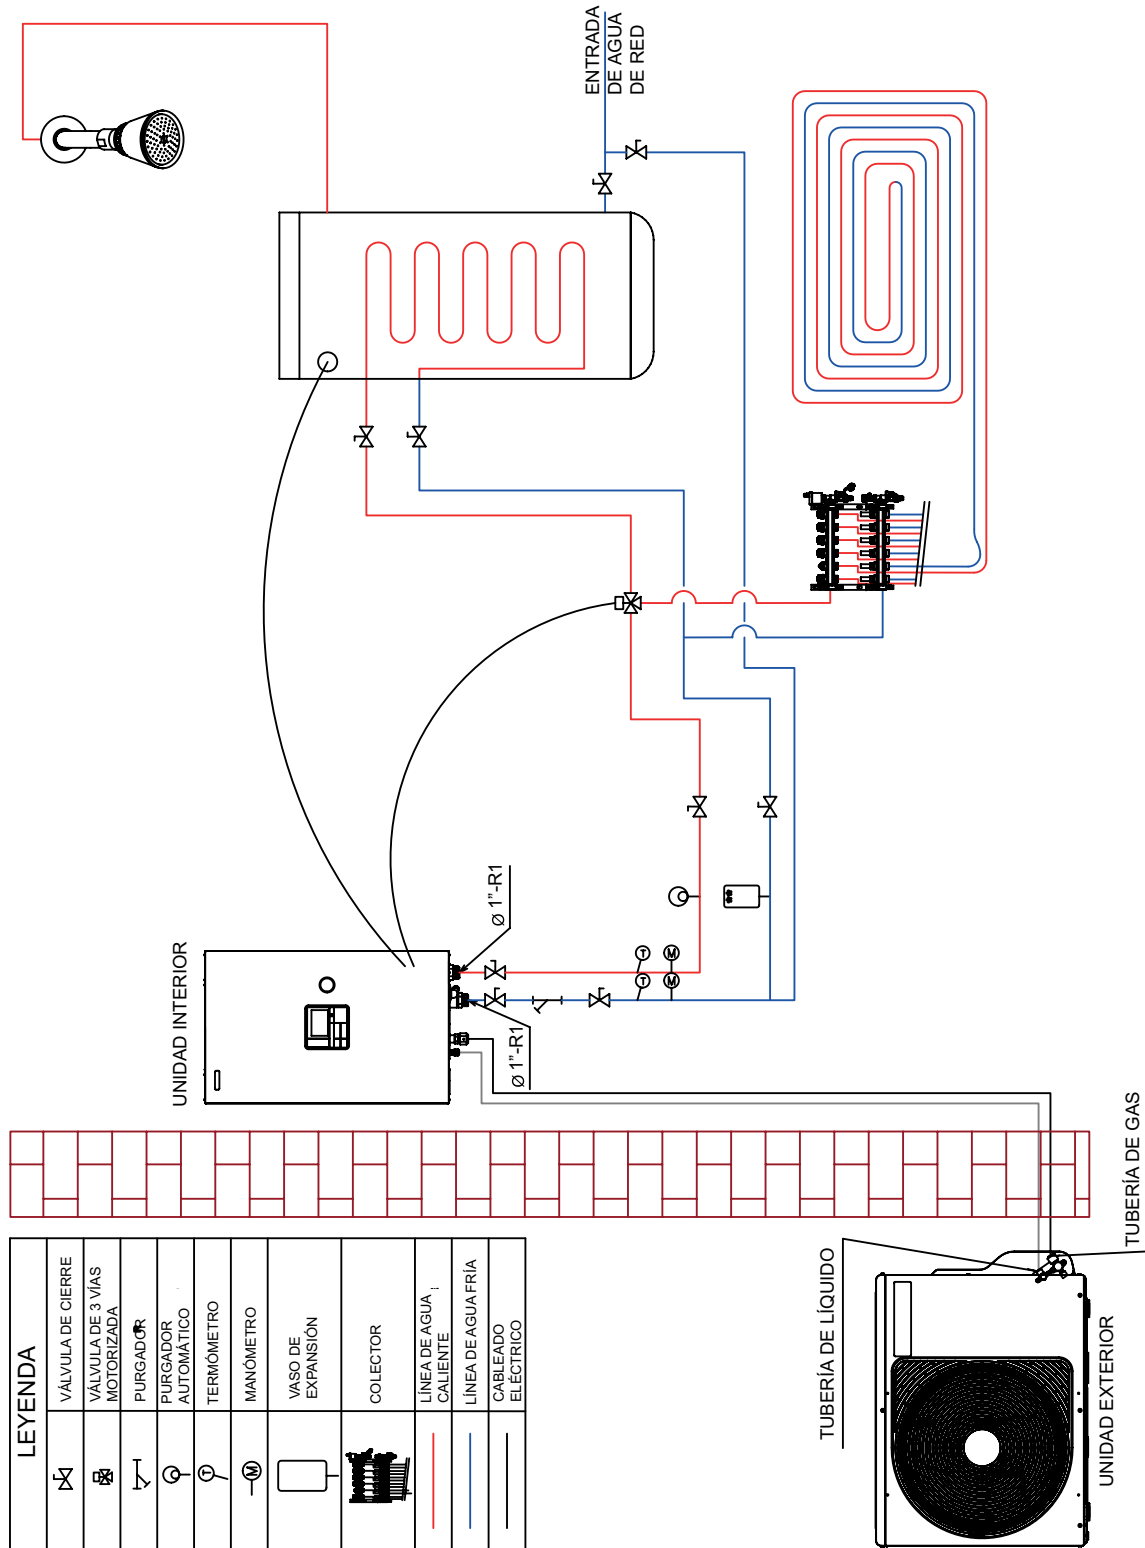 LEYENDA
VÁLVULA DE CIERRE
VÁLVULA DE 3 VÍAS
MOTORIZADA
PURGADOR
PURGADOR
AUTOMÁTICO
T
TERMÓMETRO
M
MANÓMETRO
VASO DE
EXPANSIÓN
COLECTOR
LÍNEA DE AGUA
CALIENTE
LÍNEA DE AGUA FRÍA
CABLEADO
ELÉCTRICO
UNIDAD INTERIOR
Ø 1"-R1
Ø 1"-R1
T
M
T
M
ENTRADA
DE AGUA
DE RED
TUBERÍA DE LÍQUIDO
UNIDAD EXTERIOR
TUBERÍA DE GAS